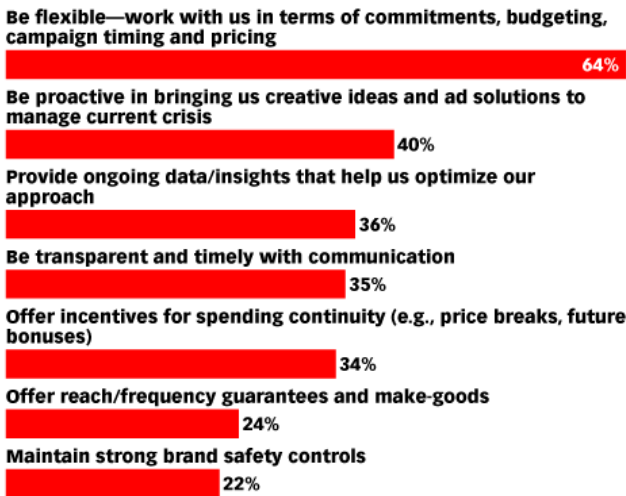 Be flexible—work with us in terms of commitments, budgeting,
campaign timing and pricing
64%
Be proactive in bringing us creative ideas and ad solutions to
manage current crisis
40%
Provide ongoing data/insights that help us optimize our
approach
36%
Be transparent and timely with communication
35%
Offer incentives for spending continuity (e.g., price breaks, future
bonuses)
34%
Offer reach/frequency guarantees and make-goods
24%
Maintain strong brand safety controls
22%